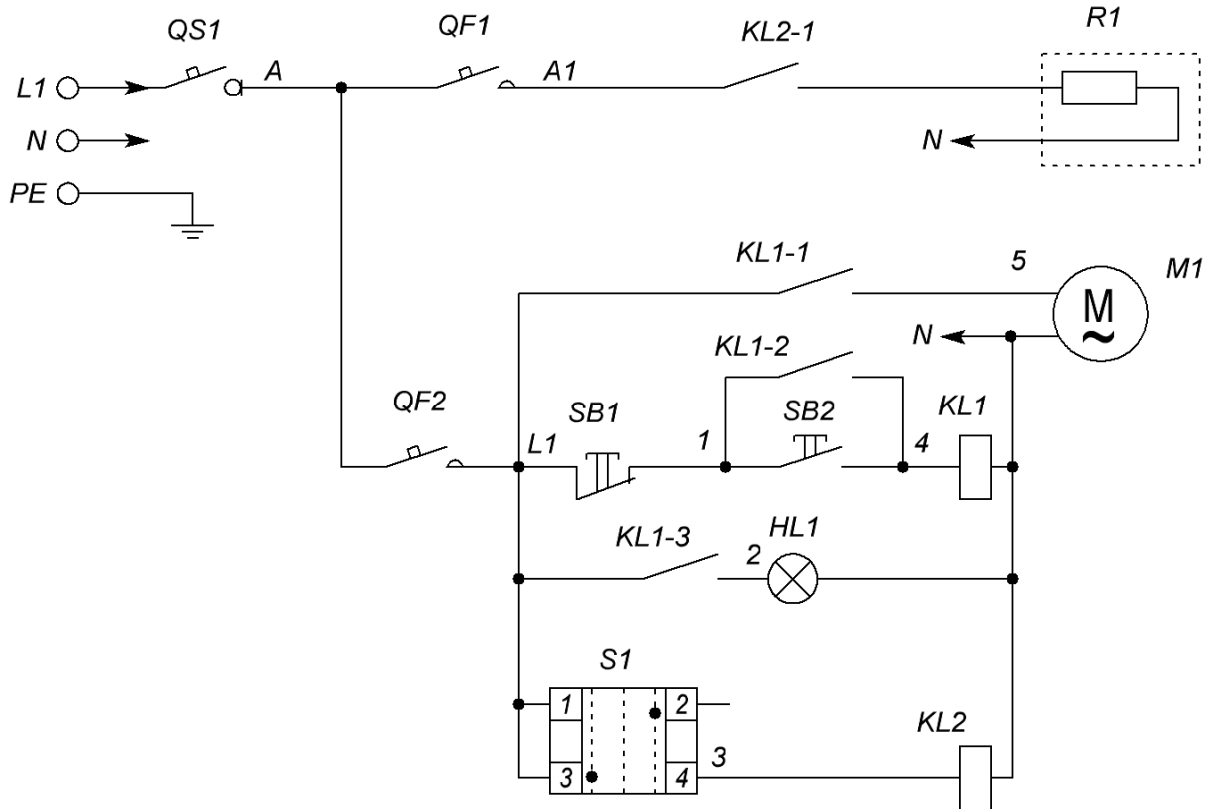 QS1 QF1 KL2-1 R1
L1 A A1
N N
PE
KL1-1 5 M1
M
~
N
KL1-2
QF2 SB1 SB2 KL1
L1 1 4
KL1-3 2 HL1
S1
1 2
KL2
3 4 3